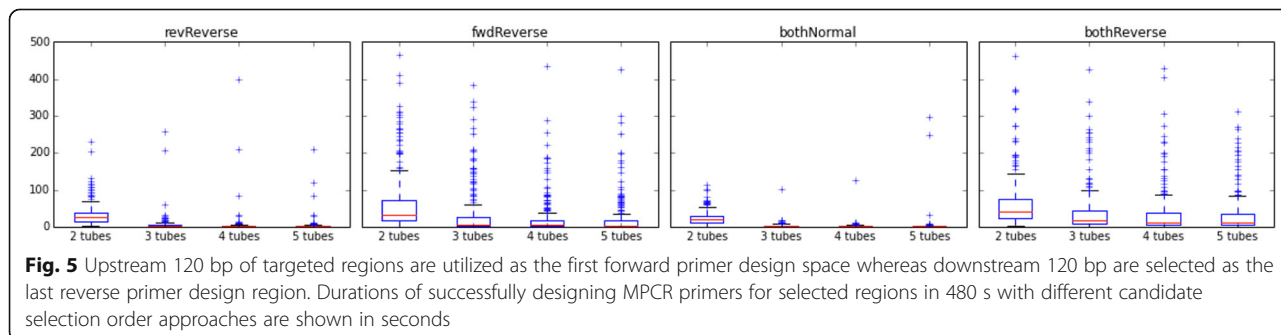 revReverse
fwdReverse
bothNormal
bothReverse
500
400
300
200
100
0
2 tubes 3 tubes 4 tubes 5 tubes
2 tubes 3 tubes 4 tubes 5 tubes
2 tubes 3 tubes 4 tubes 5 tubes
2 tubes 3 tubes 4 tubes 5 tubes
Fig. 5 Upstream 120 bp of targeted regions are utilized as the first forward primer design space whereas downstream 120 bp are selected as the
last reverse primer design region. Durations of successfully designing MPCR primers for selected regions in 480 s with different candidate
selection order approaches are shown in seconds